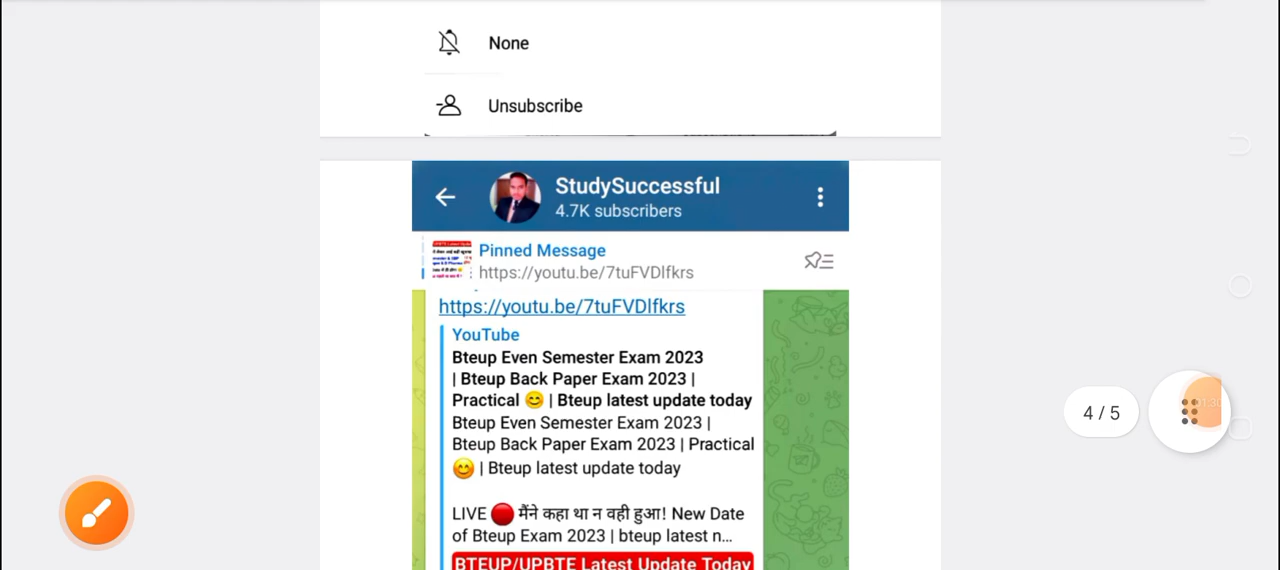 None
Unsubscribe
StudySuccessful
4.7K subscribers
Pinned Message
https://youtu.be/7tuFVDlfkrs
https://youtu.be/7tuFVDlfkrs
YouTube
Bteup Even Semester Exam 2023
| Bteup Back Paper Exam 2023 |
Practical 😊 | Bteup latest update today
Bteup Even Semester Exam 2023 |
Bteup Back Paper Exam 2023 | Practical
😊 | Bteup latest update today
LIVE 🔴 मैंने कहा था न वही हुआ! New Date
of Bteup Exam 2023 | bteup latest n...
BTEUP/UPBTE Latest Update Today
4 / 5